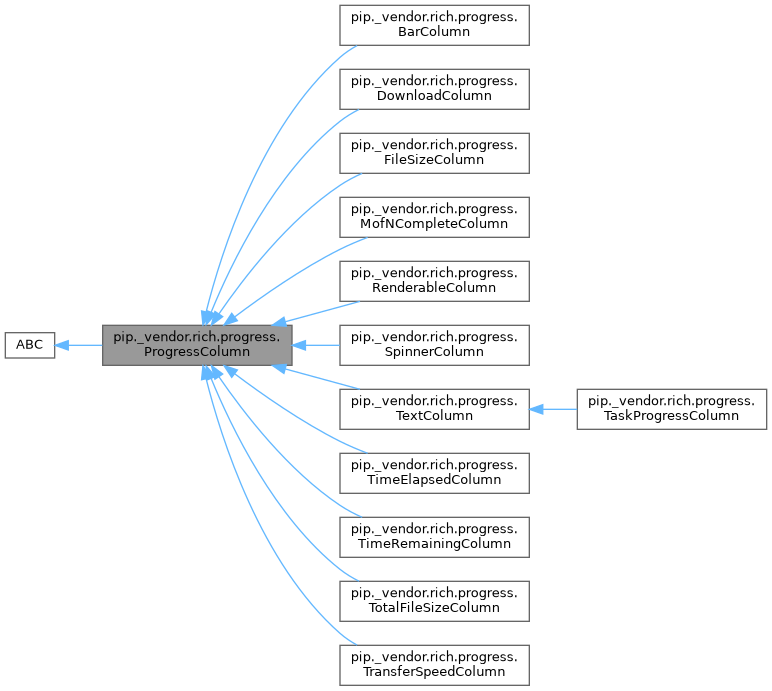 pip._vendor.rich.progress.
BarColumn
pip._vendor.rich.progress.
DownloadColumn
pip._vendor.rich.progress.
FileSizeColumn
pip._vendor.rich.progress.
MofNCompleteColumn
pip._vendor.rich.progress.
RenderableColumn
ABC
pip._vendor.rich.progress.
ProgressColumn
pip._vendor.rich.progress.
SpinnerColumn
pip._vendor.rich.progress.
TextColumn
pip._vendor.rich.progress.
TaskProgressColumn
pip._vendor.rich.progress.
TimeElapsedColumn
pip._vendor.rich.progress.
TimeRemainingColumn
pip._vendor.rich.progress.
TotalFileSizeColumn
pip._vendor.rich.progress.
TransferSpeedColumn